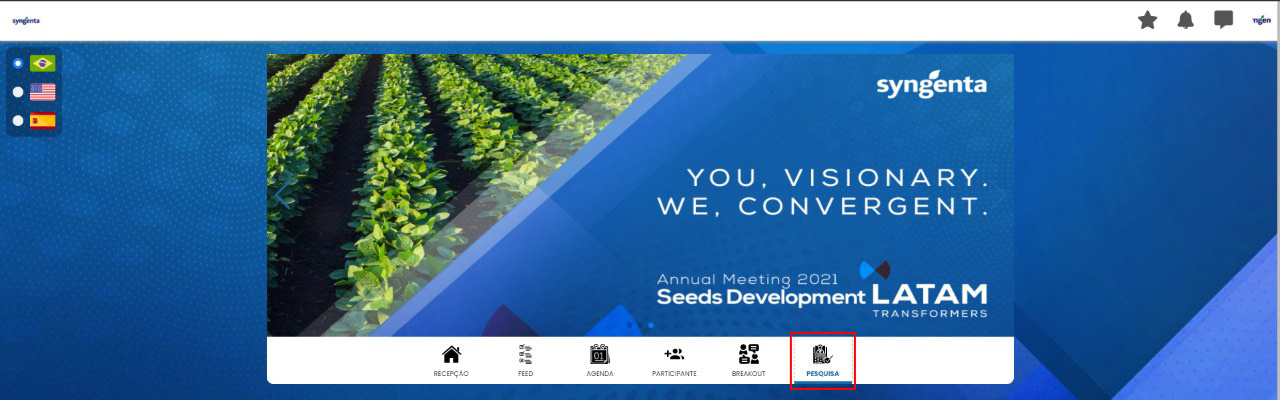 syngenta
ngen
syngenta
YOU, VISIONARY.
WE, CONVERGENT.
Annual Meeting 2021
Seeds Development LATAM
TRANSFORMERS
01
RECEPÇÃO FEED AGENDA PARTICIPANTE BREAKOUT PESQUISA